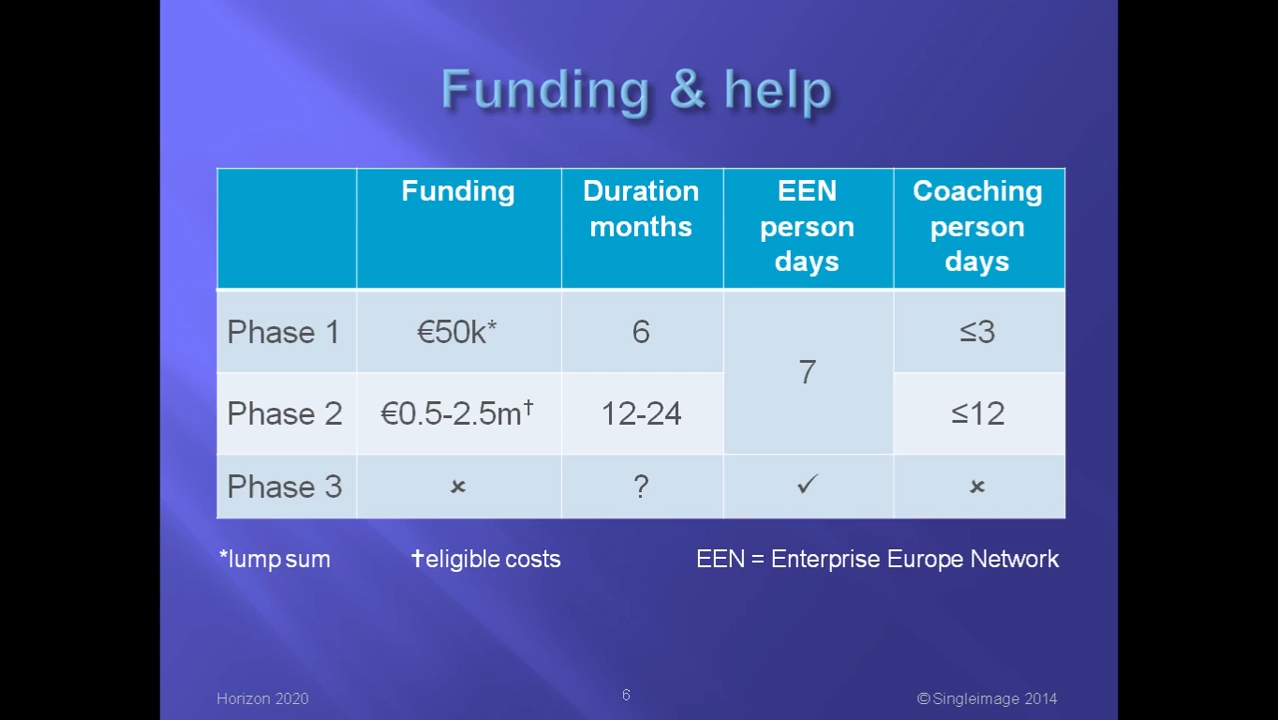 Funding & help
Funding
Duration months
EEN person days
Coaching person days
Phase 1 €50k* 6 7 ≤3
Phase 2 €0.5-2.5m† 12-24 ≤12
Phase 3 × ? ✓ ×
*lump sum †eligible costs EEN = Enterprise Europe Network
Horizon 2020 6 ©Singleimage 2014